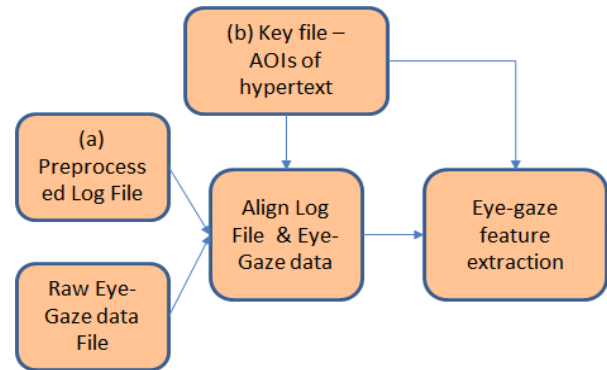 (b) Key file –
AOIs of
hypertext
(a)
Preprocess
ed Log File
Align Log
File & Eye-
Gaze data
Eye-gaze
feature
extraction
Raw Eye-
Gaze data
File